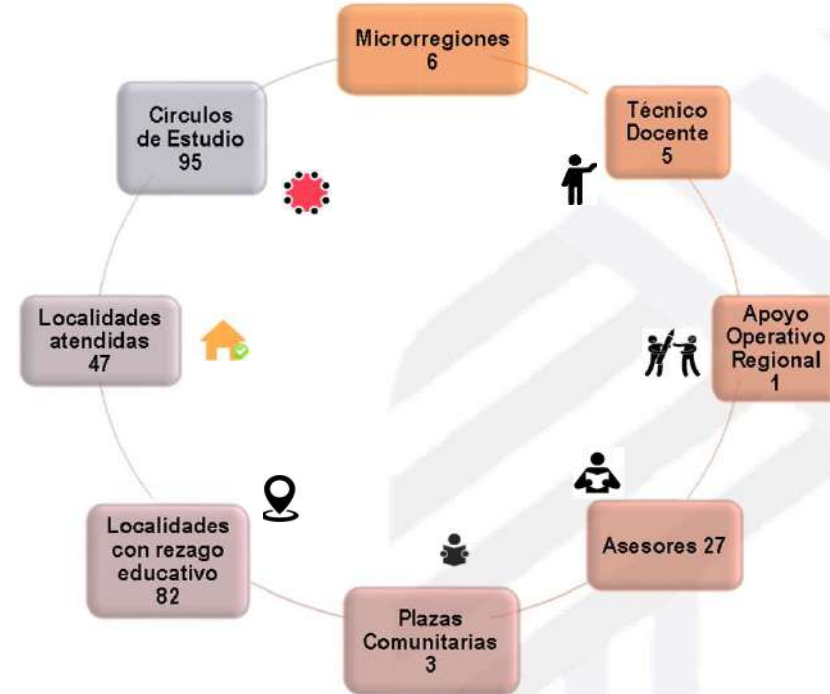 Microrregiones
6
Técnico
Docente
5
Apoyo
Operativo
Regional
1
Asesores 27
Plazas
Comunitarias
3
Localidades
con rezago
educativo
82
Localidades
atendidas
47
Círculos
de Estudio
95